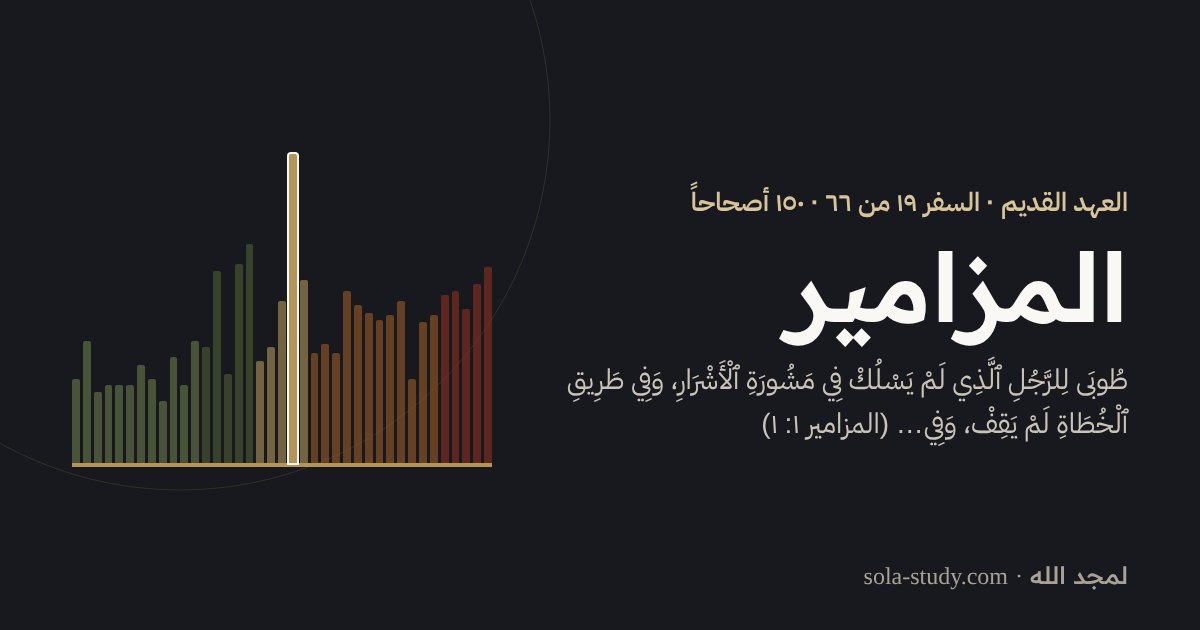 العهد القديم · السفر ١٩ من ٦٦ · ١٥٠ أصحاحاً
المزامير
طُوبَى لِلرَّجُلِ ٱلَّذِي لَمْ يَسْلُكْ فِي مَشُورَةِ ٱلْأَشْرَارِ، وَفِي طَرِيقِ
ٱلْخُطَاةِ لَمْ يَقِفْ، وَفِي… (المزامير ١: ١)
لمجد الله · sola-study.com